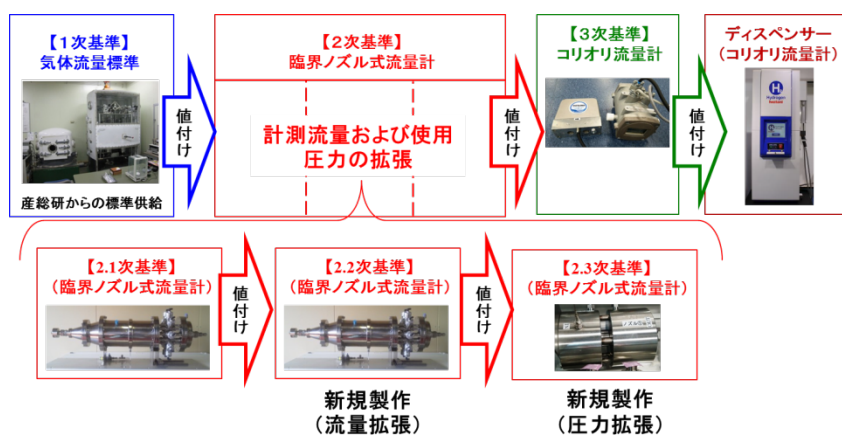 【1次基準】
気体流量標準
産総研からの標準供給
値付け
【2次基準】
臨界ノズル式流量計
計測流量および使用
圧力の拡張
値付け
【3次基準】
コリオリ流量計
値付け
ディスペンサー
(コリオリ流量計)
【2.1次基準】
(臨界ノズル式流量計)
値付け
【2.2次基準】
(臨界ノズル式流量計)
新規製作
(流量拡張)
値付け
【2.3次基準】
(臨界ノズル式流量計)
新規製作
(圧力拡張)